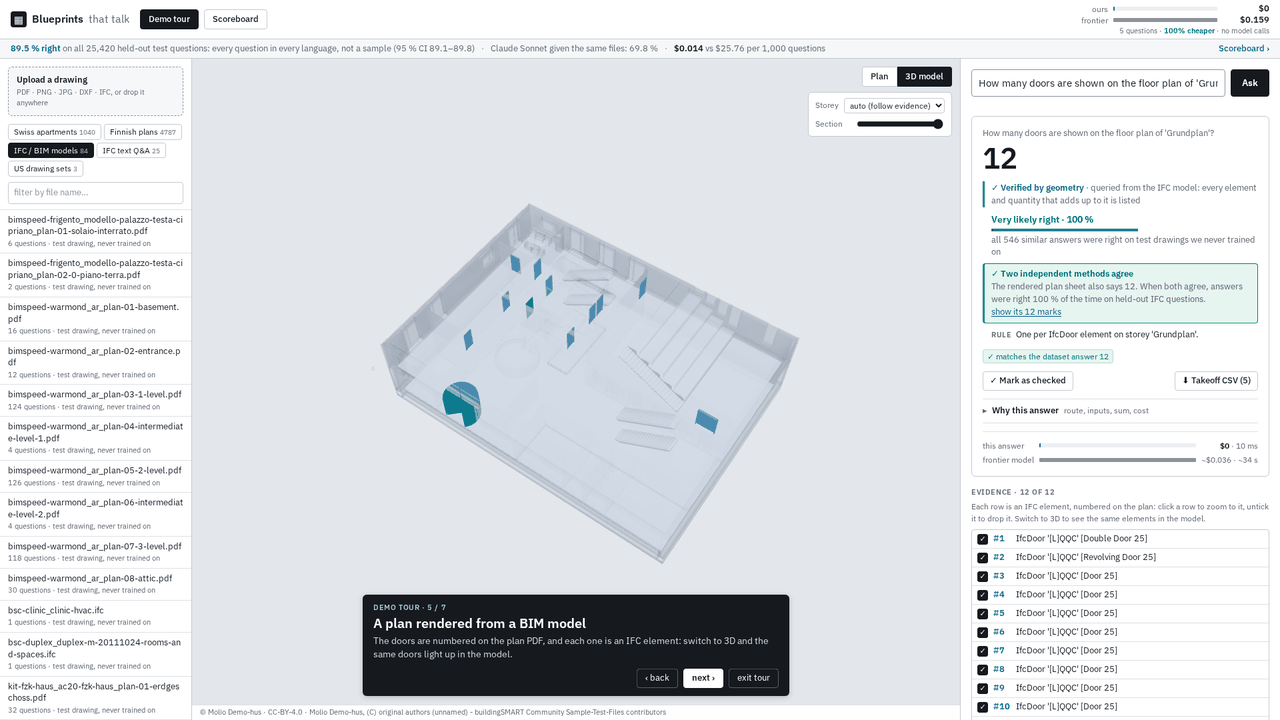 Blueprints that talk
Demo tour
Scoreboard
ours $0
frontier $0.159
5 questions · 100% cheaper · no model calls
89.5 % right on all 25,420 held-out test questions: every question in every language, not a sample (95 % CI 89.1–89.8) · Claude Sonnet given the same files: 69.8 % · $0.014 vs $25.76 per 1,000 questions
Scoreboard ›
Upload a drawing
PDF · PNG · JPG · DXF · IFC, or drop it
anywhere
Swiss apartments 1040
Finnish plans 4787
IFC / BIM models 84
IFC text Q&A 25
US drawing sets 3
filter by file name...
bimspeed-frigento_modello-palazzo-testa-ci
priano_plan-01-solaio-interrato.pdf
6 questions · test drawing, never trained on
bimspeed-frigento_modello-palazzo-testa-ci
priano_plan-02-0-piano-terra.pdf
2 questions · test drawing, never trained on
bimspeed-warmond_ar_plan-01-basement.
pdf
16 questions · test drawing, never trained on
bimspeed-warmond_ar_plan-02-entrance.p
df
12 questions · test drawing, never trained on
bimspeed-warmond_ar_plan-03-1-level.pdf
124 questions · test drawing, never trained on
bimspeed-warmond_ar_plan-04-intermediat
e-level-1.pdf
4 questions · test drawing, never trained on
bimspeed-warmond_ar_plan-05-2-level.pdf
126 questions · test drawing, never trained on
bimspeed-warmond_ar_plan-06-intermediat
e-level-2.pdf
4 questions · test drawing, never trained on
bimspeed-warmond_ar_plan-07-3-level.pdf
118 questions · test drawing, never trained on
bimspeed-warmond_ar_plan-08-attic.pdf
30 questions · test drawing, never trained on
bsc-clinic_clinic-hvac.ifc
1 questions · test drawing, never trained on
bsc-duplex_duplex-m-20111024-rooms-an
d-spaces.ifc
1 questions · test drawing, never trained on
kit-fzk-haus_ac20-fzk-haus_plan-01-erdges
choss.pdf
32 questions · test drawing, never trained on
Plan
3D model
Storey auto (follow evidence)
Section
DEMO TOUR · 5 / 7
A plan rendered from a BIM model
The doors are numbered on the plan PDF, and each one is an IFC element: switch to 3D and the
same doors light up in the model.
‹ back
next ›
exit tour
© Molio Demo-hus · CC-BY-4.0 · Molio Demo-hus, (C) original authors (unnamed) - buildingSMART Community Sample-Test-Files contributors
How many doors are shown on the floor plan of 'Grun
Ask
How many doors are shown on the floor plan of 'Grundplan'?
12
✓ Verified by geometry · queried from the IFC model: every element
and quantity that adds up to it is listed
Very likely right · 100 %
all 546 similar answers were right on test drawings we never trained
on
✓ Two independent methods agree
The rendered plan sheet also says 12. When both agree, answers
were right 100 % of the time on held-out IFC questions.
show its 12 marks
RULE One per IfcDoor element on storey 'Grundplan'.
✓ matches the dataset answer 12
✓ Mark as checked
⬇ Takeoff CSV (5)
▸ Why this answer route, inputs, sum, cost
this answer $0 · 10 ms
frontier model ~$0.036 · ~34 s
EVIDENCE · 12 OF 12
Each row is an IFC element, numbered on the plan: click a row to zoom to it, untick
it to drop it. Switch to 3D to see the same elements in the model.
✓ #1 IfcDoor '[L]QQC' [Double Door 25]
✓ #2 IfcDoor '[L]QQC' [Revolving Door 25]
✓ #3 IfcDoor '[L]QQC' [Door 25]
✓ #4 IfcDoor '[L]QQC' [Door 25]
✓ #5 IfcDoor '[L]QQC' [Door 25]
✓ #6 IfcDoor '[L]QQC' [Door 25]
✓ #7 IfcDoor '[L]QQC' [Door 25]
✓ #8 IfcDoor '[L]QQC' [Door 25]
✓ #9 IfcDoor '[L]QQC' [Door 25]
✓ #10 IfcDoor '[L]QQC' [Door 25]